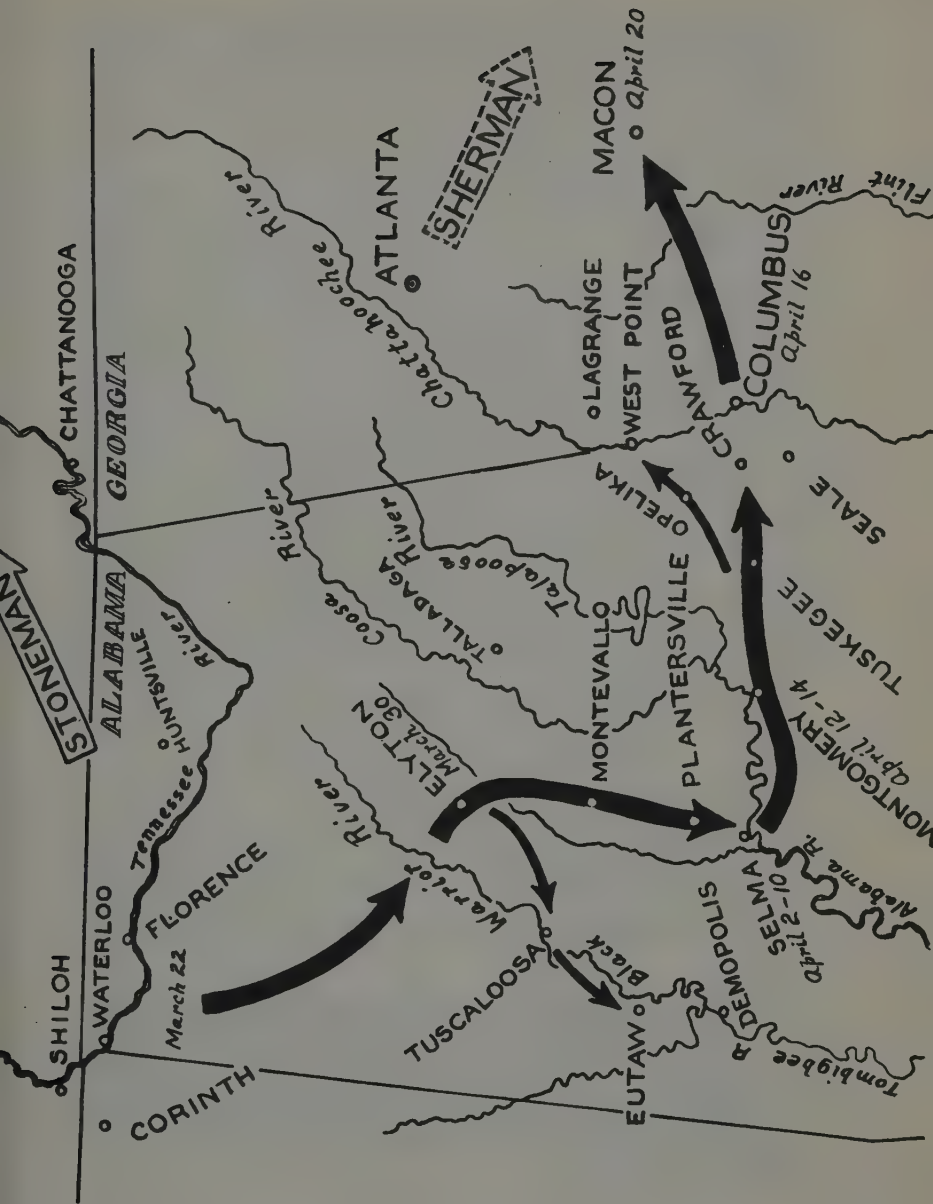 STONEMAN
SHILOH
WATERLOO
CORINTH
March 22
FLORENCE
Tennessee
River
HUNTSVILLE
ALABAMA
GEORGIA
CHATTANOOGA
Warrior
River
ELYTON
March 30
Coosa
River
TALLADAGA
Talapoosa
River
Chattahoochee
River
ATLANTA
SHERMAN
TUSCALOOSA
Black
EUTAW
MONTEVALLO
PLANTERSVILLE
OPELIKA
LAGRANGE
WEST POINT
CRAWFORD
MACON
April 20
DEMOPOLIS
Tombigbee
R
SELMA
April 2-10
Alabama R.
MONTGOMERY
April 12-14
TUSKEGEE
SEALE
COLUMBUS
April 16
Flint
River